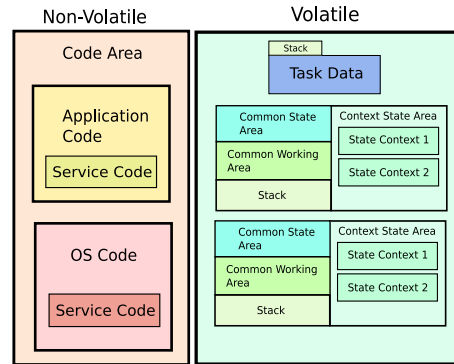 Non-Volatile
Code Area
Application
Code
Service Code
OS Code
Service Code
Volatile
Stack
Task Data
Common State
Area
Common Working
Area
Stack
Context State Area
State Context 1
State Context 2
Common State
Area
Common Working
Area
Stack
Context State Area
State Context 1
State Context 2